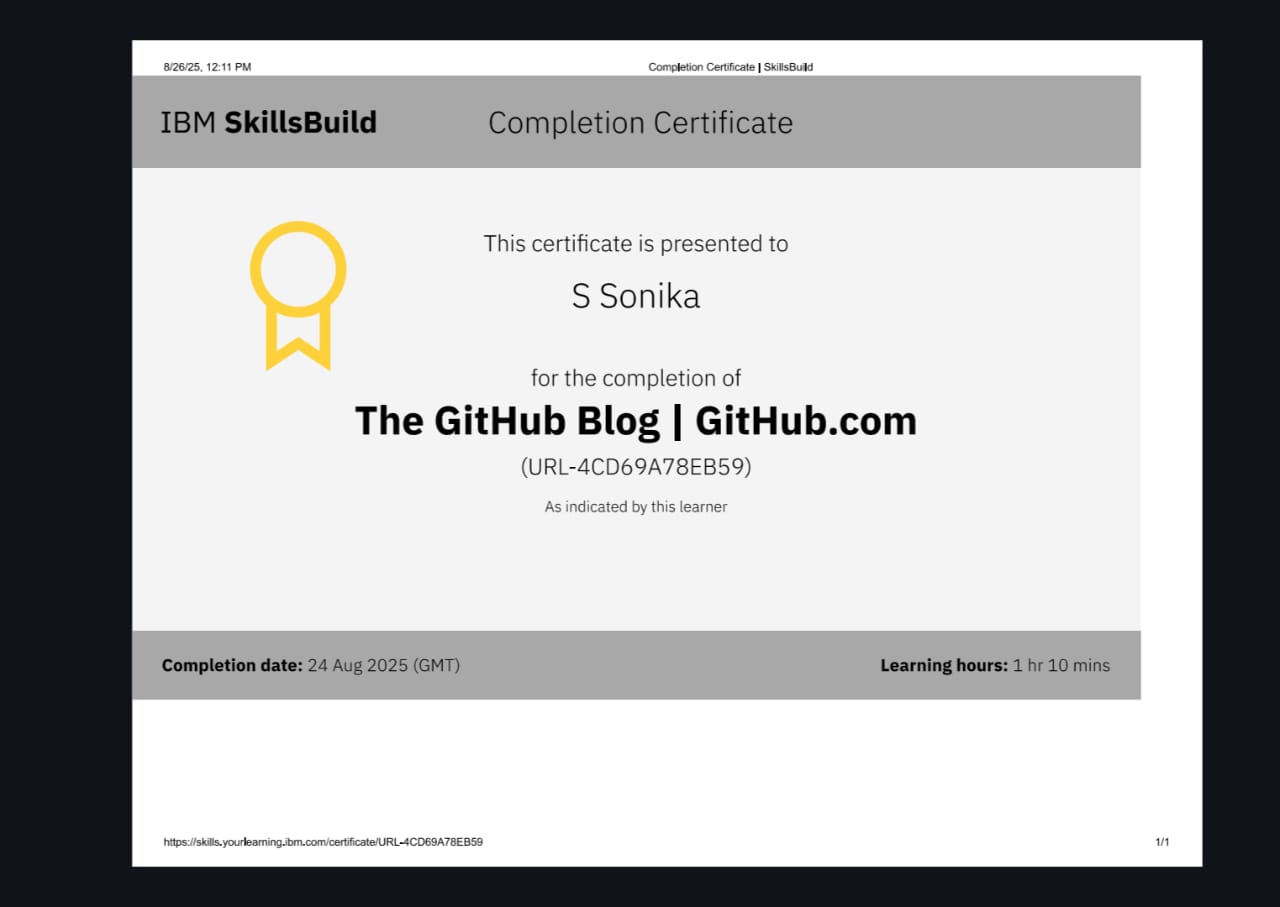 8/26/25, 12:11 PM
Completion Certificate | SkillsBuild
IBM SkillsBuild
Completion Certificate
This certificate is presented to
S Sonika
for the completion of
The GitHub Blog | GitHub.com
(URL-4CD69A78EB59)
As indicated by this learner
Completion date: 24 Aug 2025 (GMT)
Learning hours: 1 hr 10 mins
https://skills.yourlearning.ibm.com/certificate/URL-4CD69A78EB59
1/1